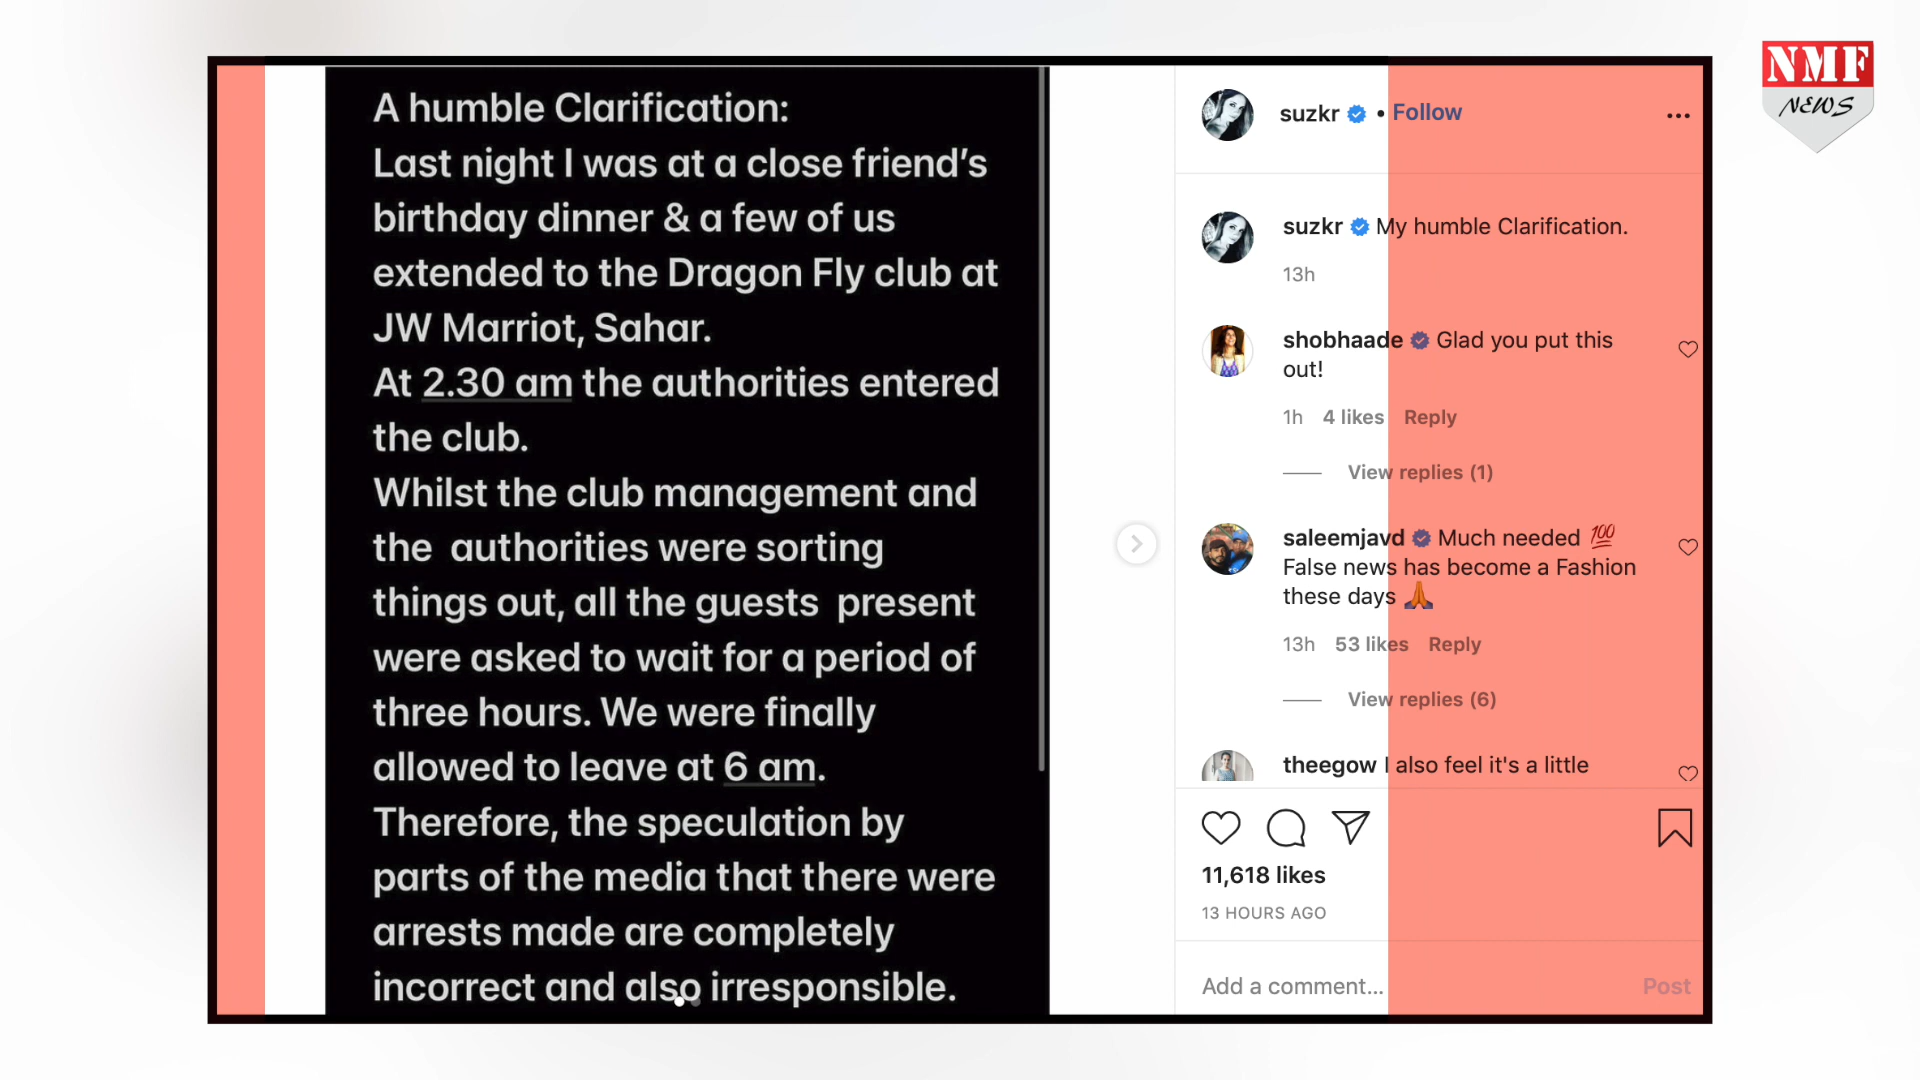 A humble Clarification:
Last night I was at a close friend's
birthday dinner & a few of us
extended to the Dragon Fly club at
JW Marriot, Sahar.
At 2.30 am the authorities entered
the club.
Whilst the club management and
the  authorities were sorting
things out, all the guests  present
were asked to wait for a period of
three hours. We were finally
allowed to leave at 6 am.
Therefore, the speculation by
parts of the media that there were
arrests made are completely
incorrect and also irresponsible.
suzkr • Follow
suzkr My humble Clarification.
13h
shobhaade Glad you put this
out!
1h 4 likes Reply
View replies (1)
saleemjavd Much needed 💯
False news has become a Fashion
these days 🙏
13h 53 likes Reply
View replies (6)
theegow I also feel it's a little
11,618 likes
13 HOURS AGO
Add a comment... Post
NMF
NEWS